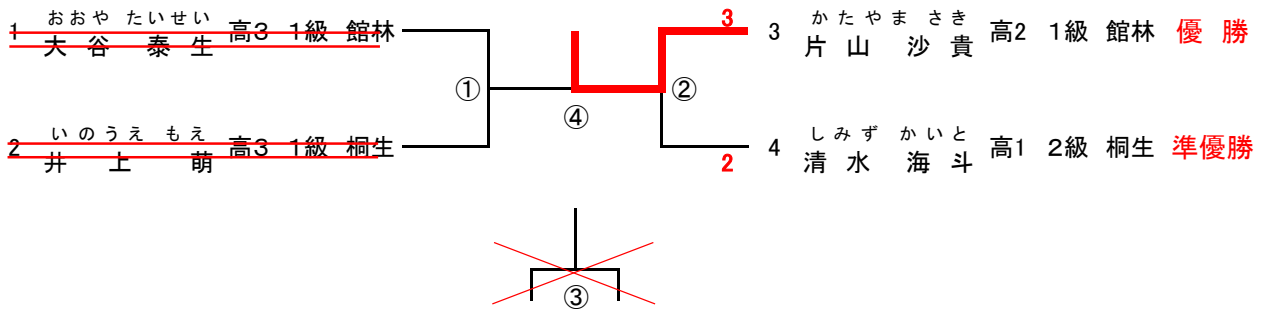 おおや たいせい
1 大谷 泰生 高3 1級 館林
3
3 かたやま さき
片山 沙貴 高2 1級 館林 優勝
①
②
④
いのうえ もえ
2 井上 萌 高3 1級 桐生
2
4 しみず かいと
清水 海斗 高1 2級 桐生 準優勝
③